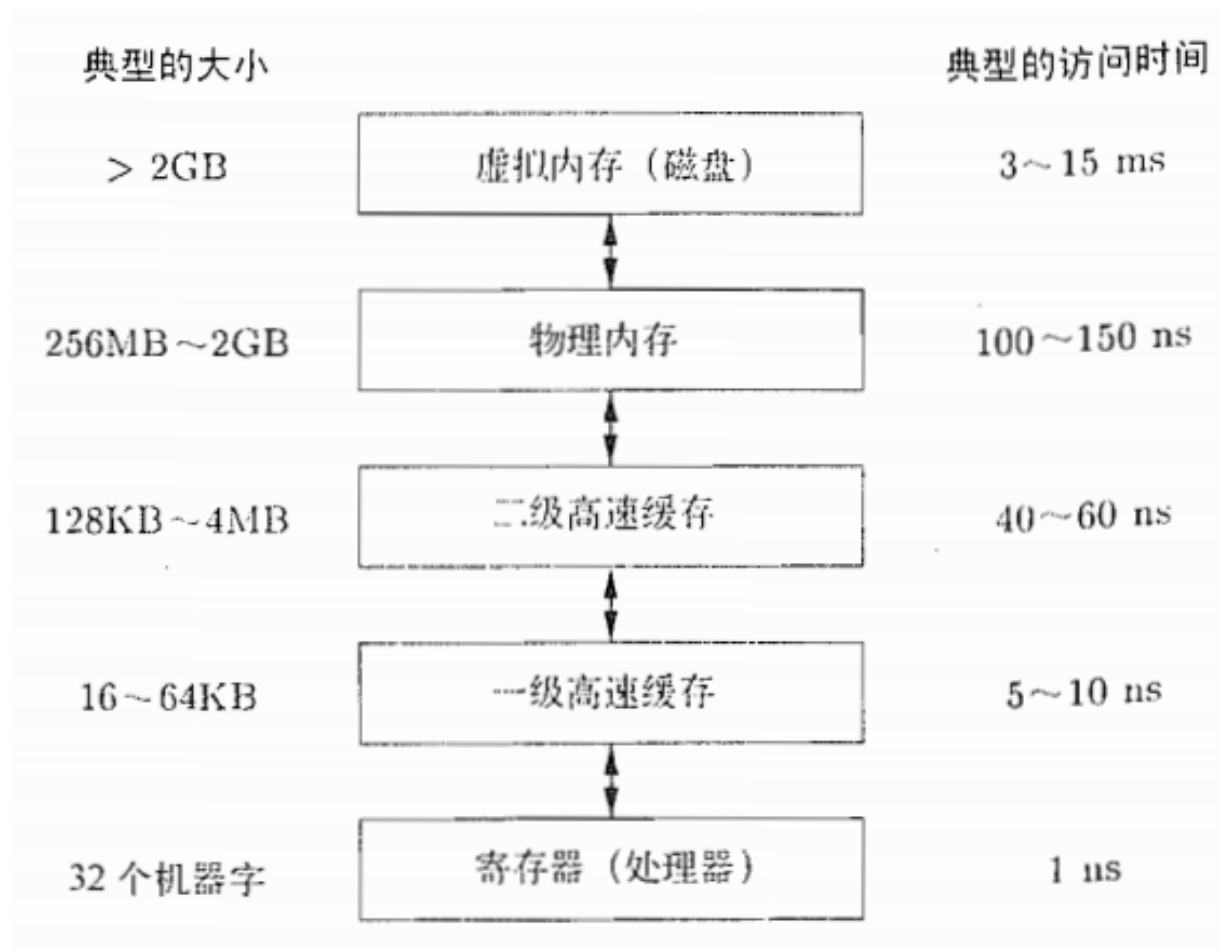 典型的大小 典型的访问时间
> 2GB 虚拟内存（磁盘） 3～15 ms
256MB～2GB 物理内存 100～150 ns
128KB～4MB 二级高速缓存 40～60 ns
16～64KB 一级高速缓存 5～10 ns
32 个机器字 寄存器（处理器） 1 ns